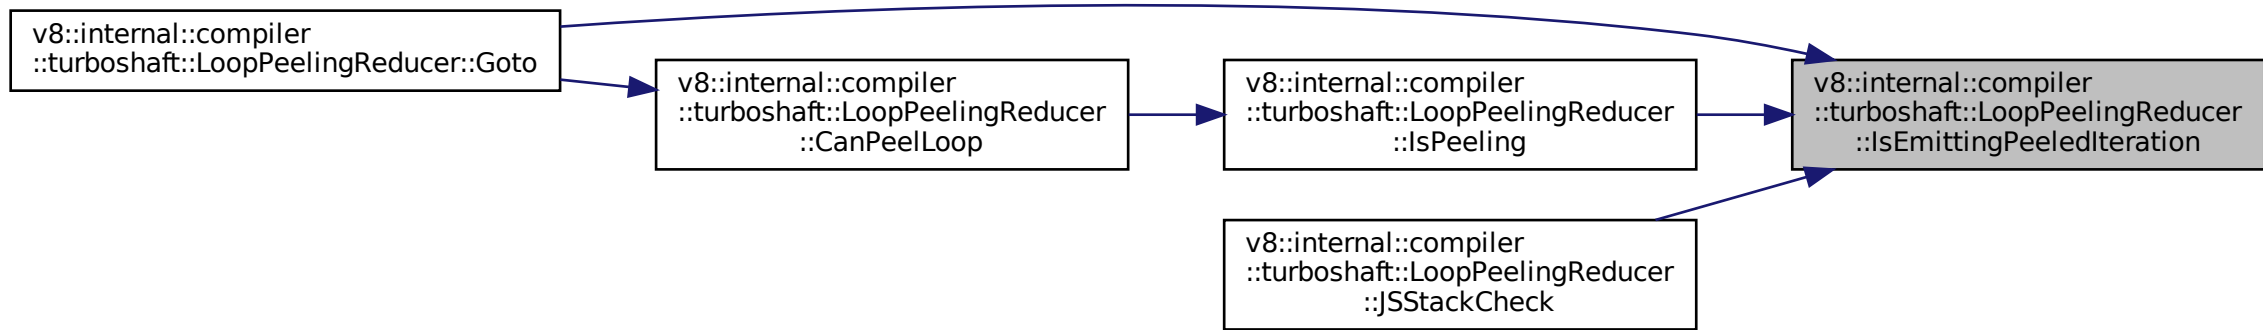 v8::internal::compiler
::turboshaft::LoopPeelingReducer::Goto
v8::internal::compiler
::turboshaft::LoopPeelingReducer
::CanPeelLoop
v8::internal::compiler
::turboshaft::LoopPeelingReducer
::IsPeeling
v8::internal::compiler
::turboshaft::LoopPeelingReducer
::IsEmittingPeeledIteration
v8::internal::compiler
::turboshaft::LoopPeelingReducer
::JSStackCheck